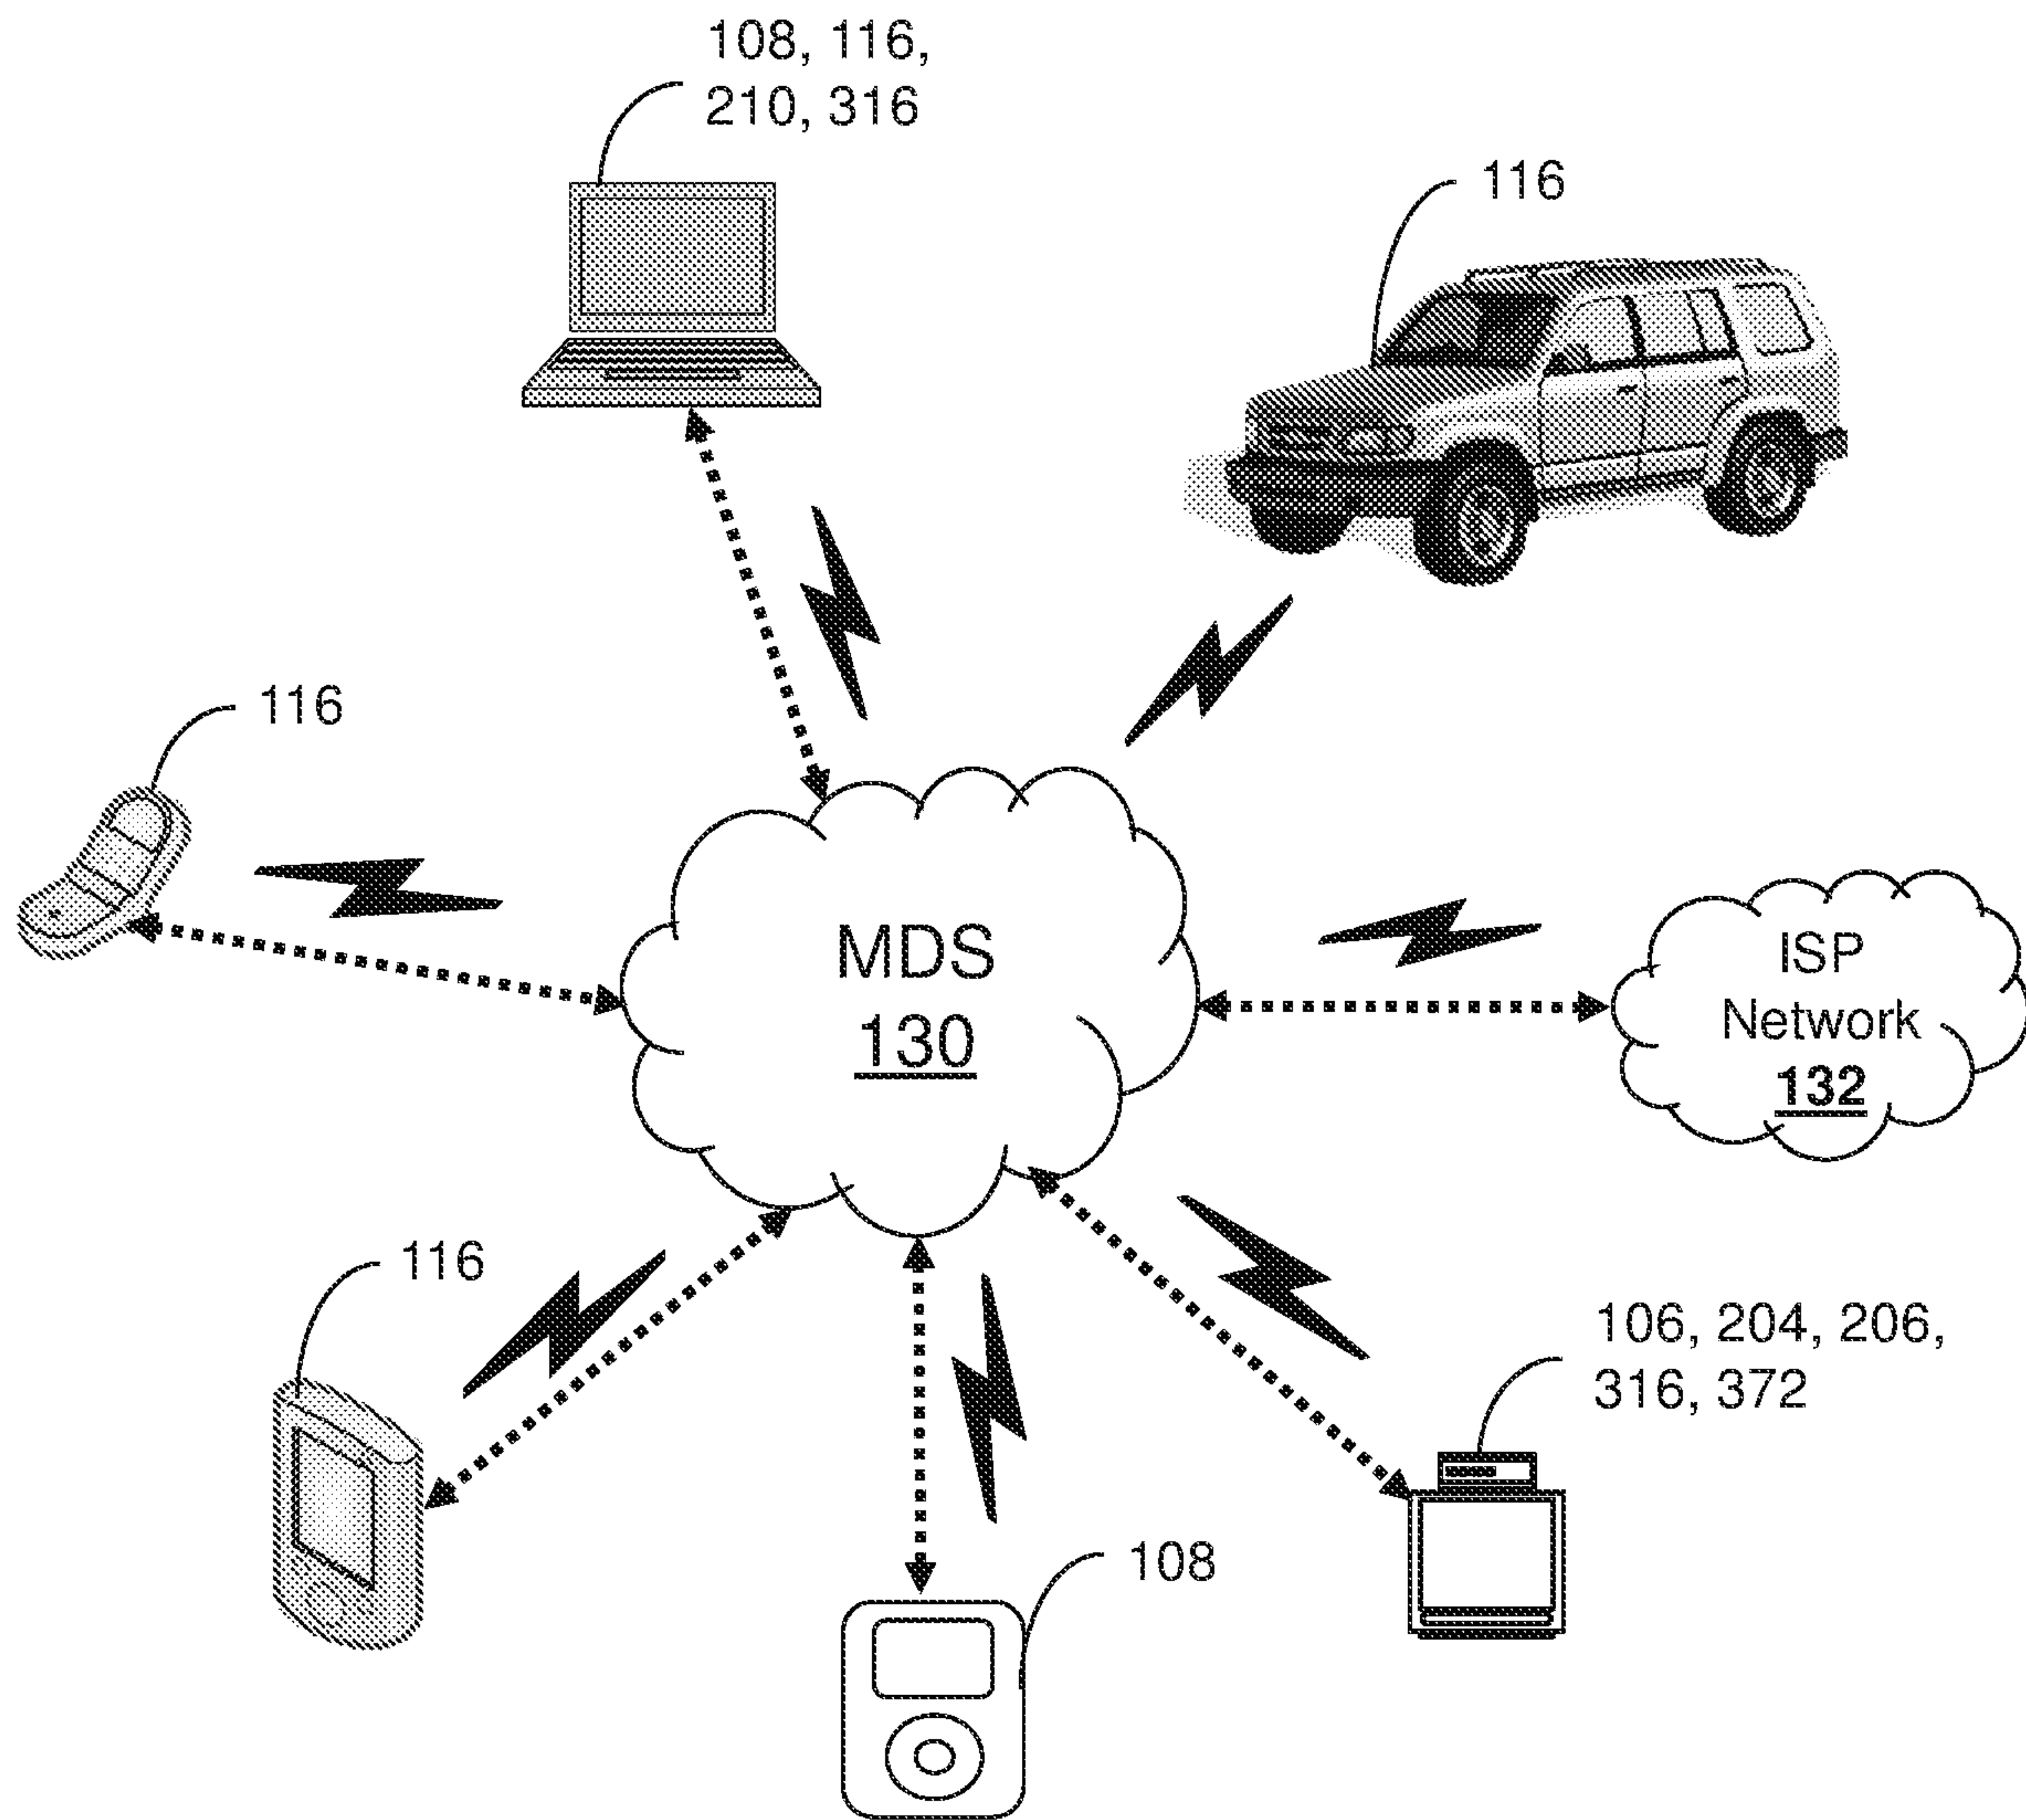 108, 116,
210, 316
116
116
MDS
130
ISP
Network
132
116
106, 204, 206,
316, 372
108